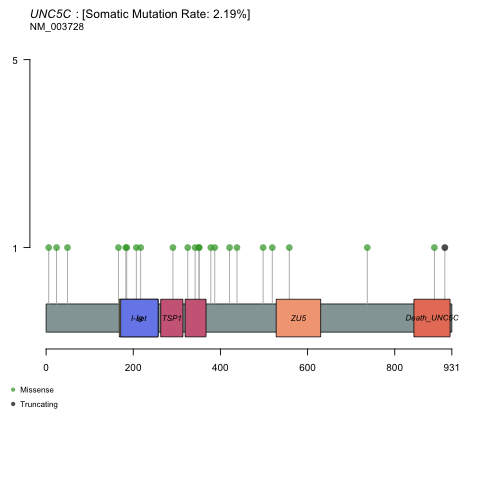 UNC5C : [Somatic Mutation Rate: 2.19%]
NM_003728
5
1
TSP1
ZU5
Death_UNC5C
0
200
400
600
800
931
Missense
Truncating